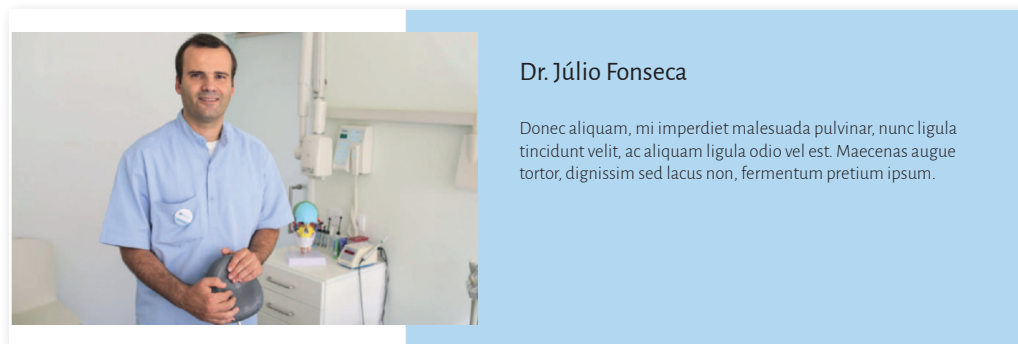 Dr. Júlio Fonseca
Donec aliquam, mi imperdiet malesuada pulvinar, nunc ligula
tincidunt velit, ac aliquam ligula odio vel est. Maecenas augue
tortor, dignissim sed lacus non, fermentum pretium ipsum.